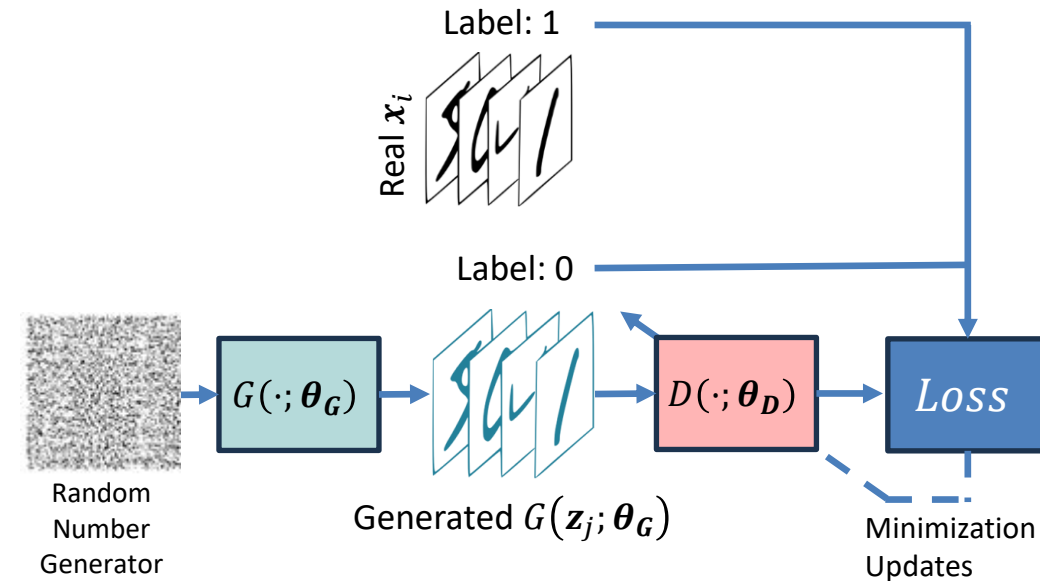 Label: 1
Real 𝒙ᵢ
Label: 0
G(·; 𝜽_G)
D(·; 𝜽_D)
Loss
Random
Number
Generator
Generated G(𝒛ⱼ; 𝜽_G)
Minimization
Updates